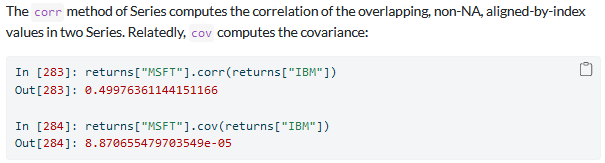 The corr method of Series computes the correlation of the overlapping, non-NA, aligned-by-index
values in two Series. Relatedly, cov computes the covariance:
In [283]: returns["MSFT"].corr(returns["IBM"])
Out[283]: 0.49976361144151166
In [284]: returns["MSFT"].cov(returns["IBM"])
Out[284]: 8.870655479703549e-05